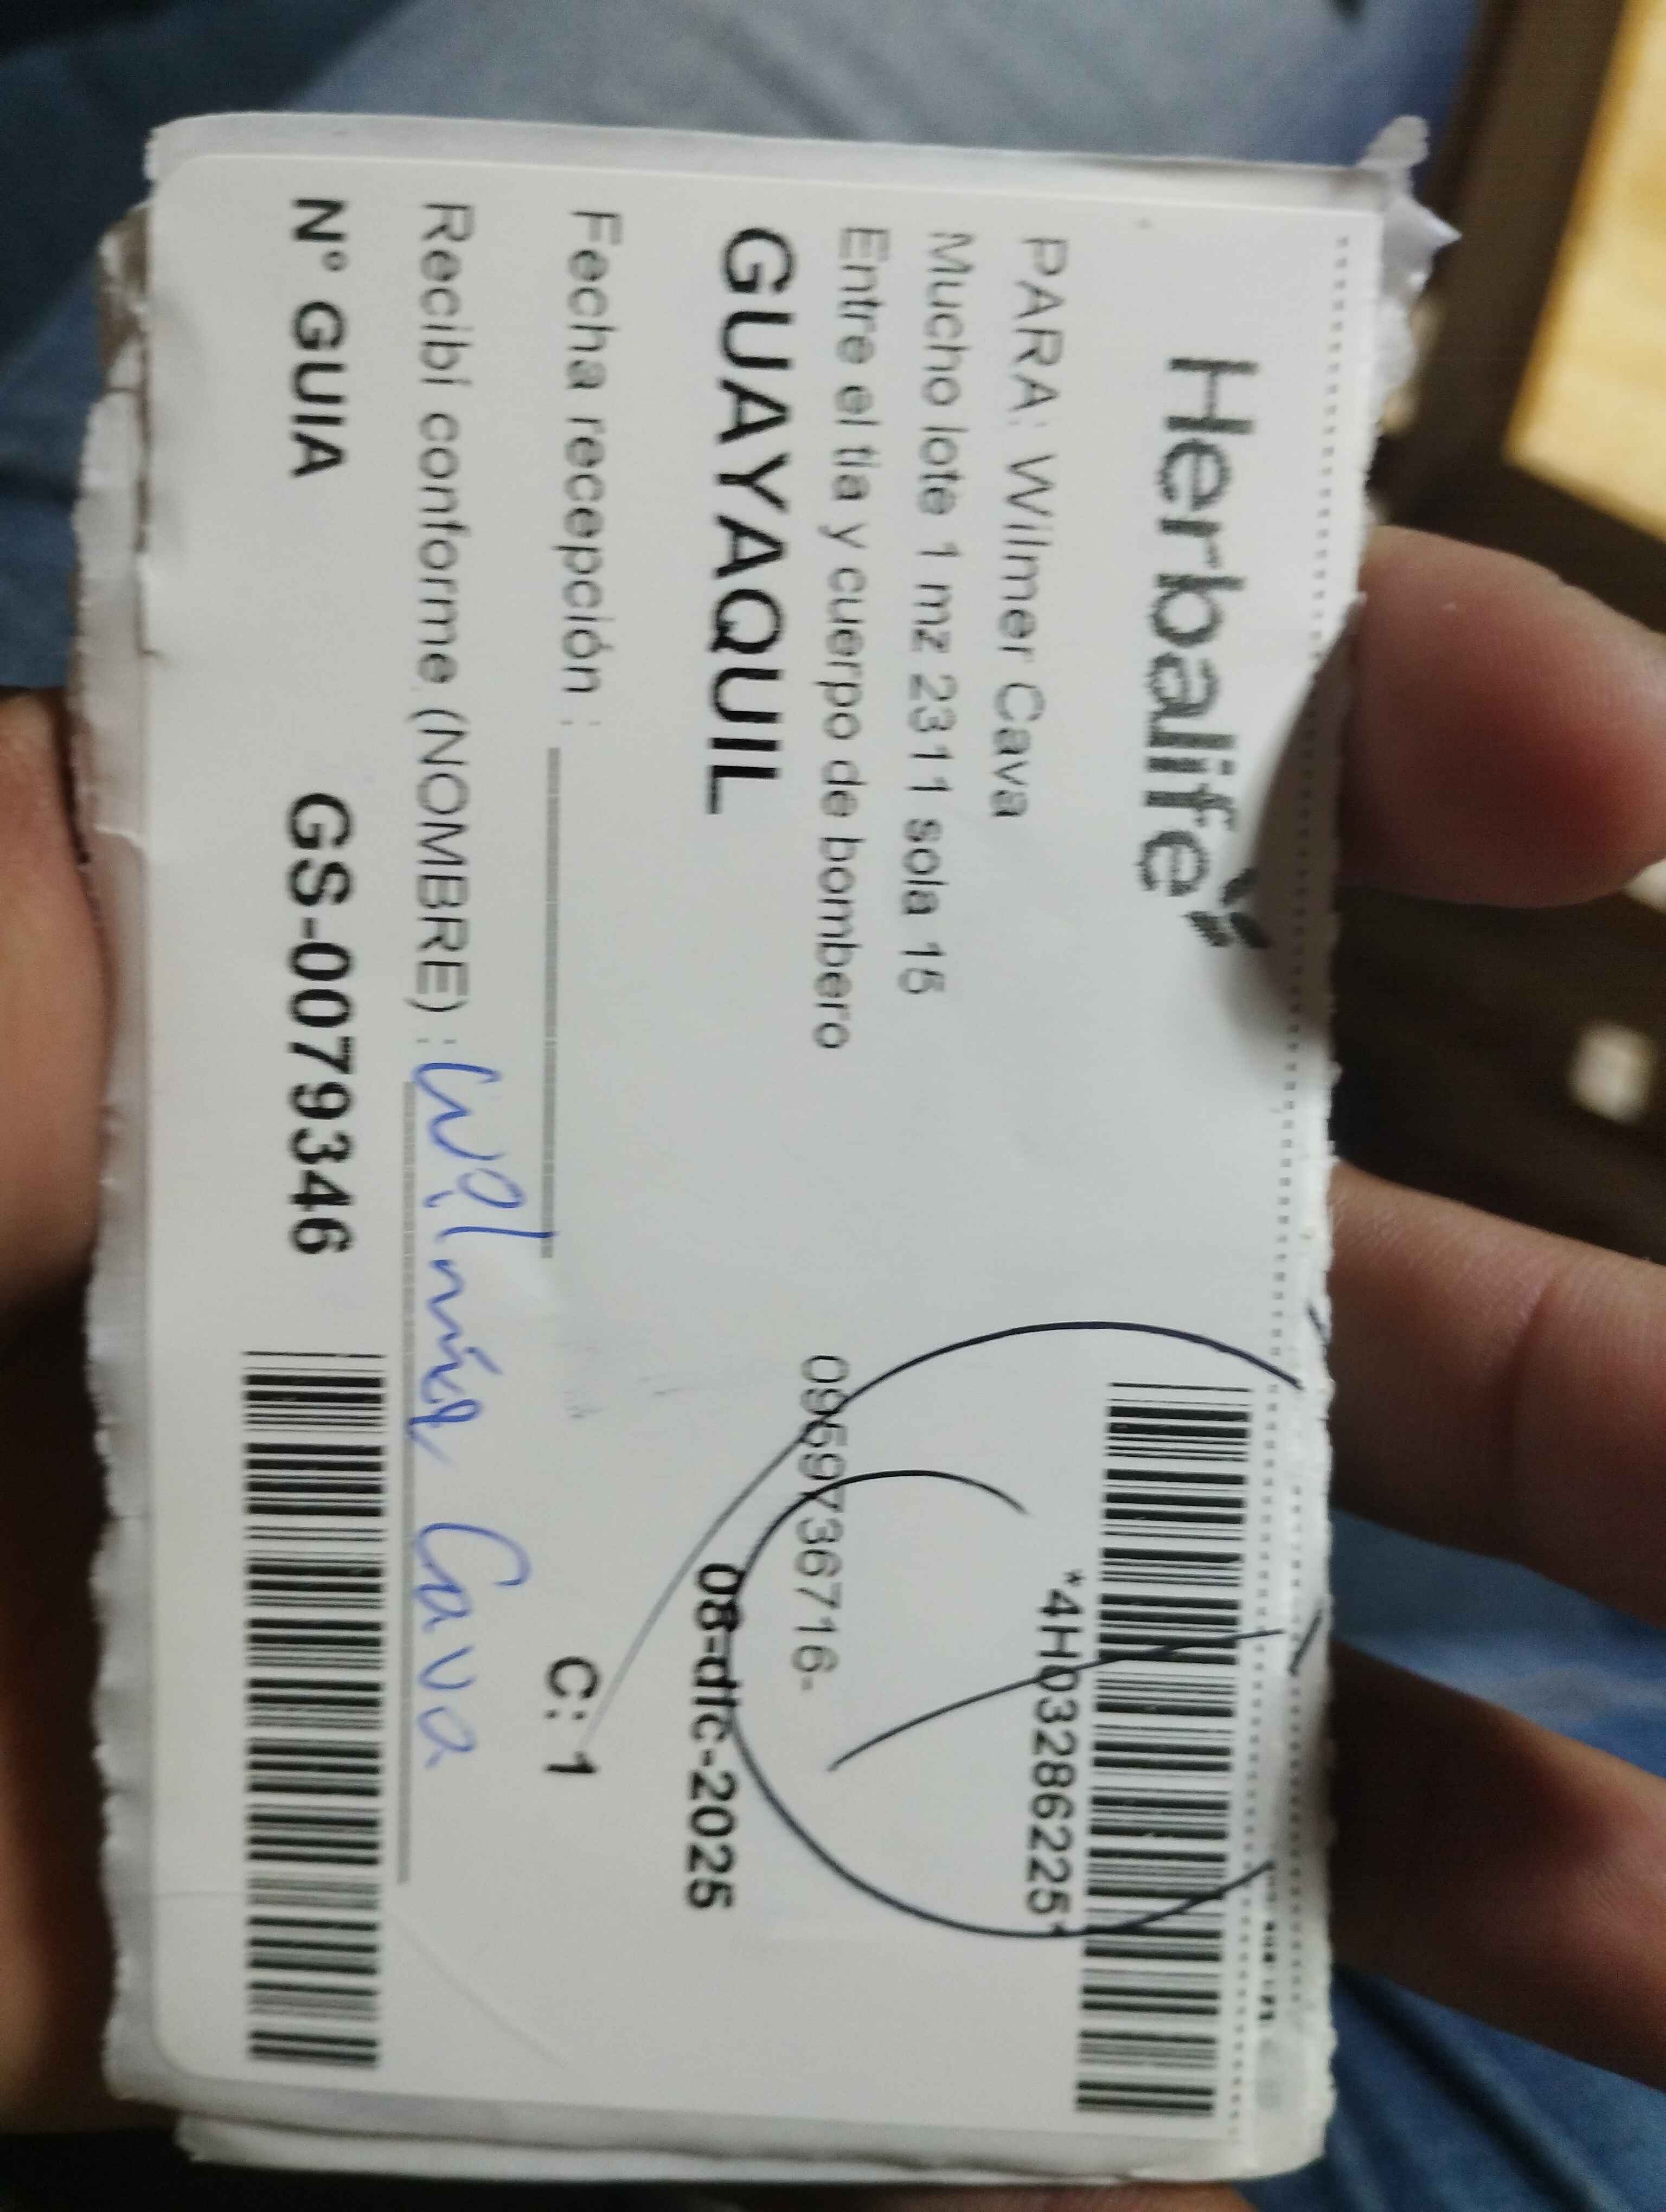 Herbalife
*4H03286225*
PARA: Wilmer Cava
Mucho lote 1 mz 2311 sola 15
Entre el tia y cuerpo de bombero
0969736716-
GUAYAQUIL
08-dic-2025
Fecha recepción :
C: 1
Recibí conforme (NOMBRE) : Wilmer Cava
N° GUIA GS-0079346